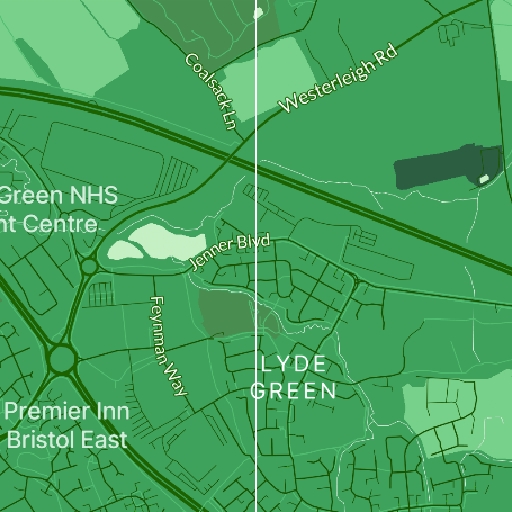 Coalsack Ln
Westerleigh Rd
Green NHS
nt Centre
Jenner Blvd
Feynman Way
LYDE
GREEN
Premier Inn
Bristol East